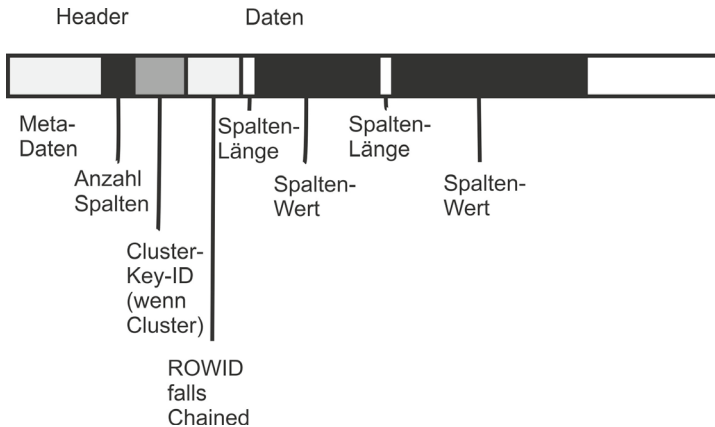 Header
Daten
Meta-
Daten
Anzahl
Spalten
Cluster-
Key-ID
(wenn
Cluster)
ROWID
falls
Chained
Spalten-
Länge
Spalten-
Wert
Spalten-
Länge
Spalten-
Wert